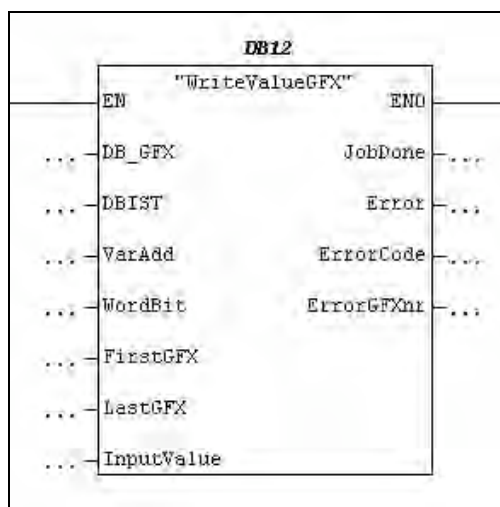 DB12
"WriteValueGFX"
EN ENO
... DB_GFX JobDone ...
... DBIST Error ...
... VarAdd ErrorCode ...
... WordBit ErrorGFXnr ...
... FirstGFX
... LastGFX
... InputValue